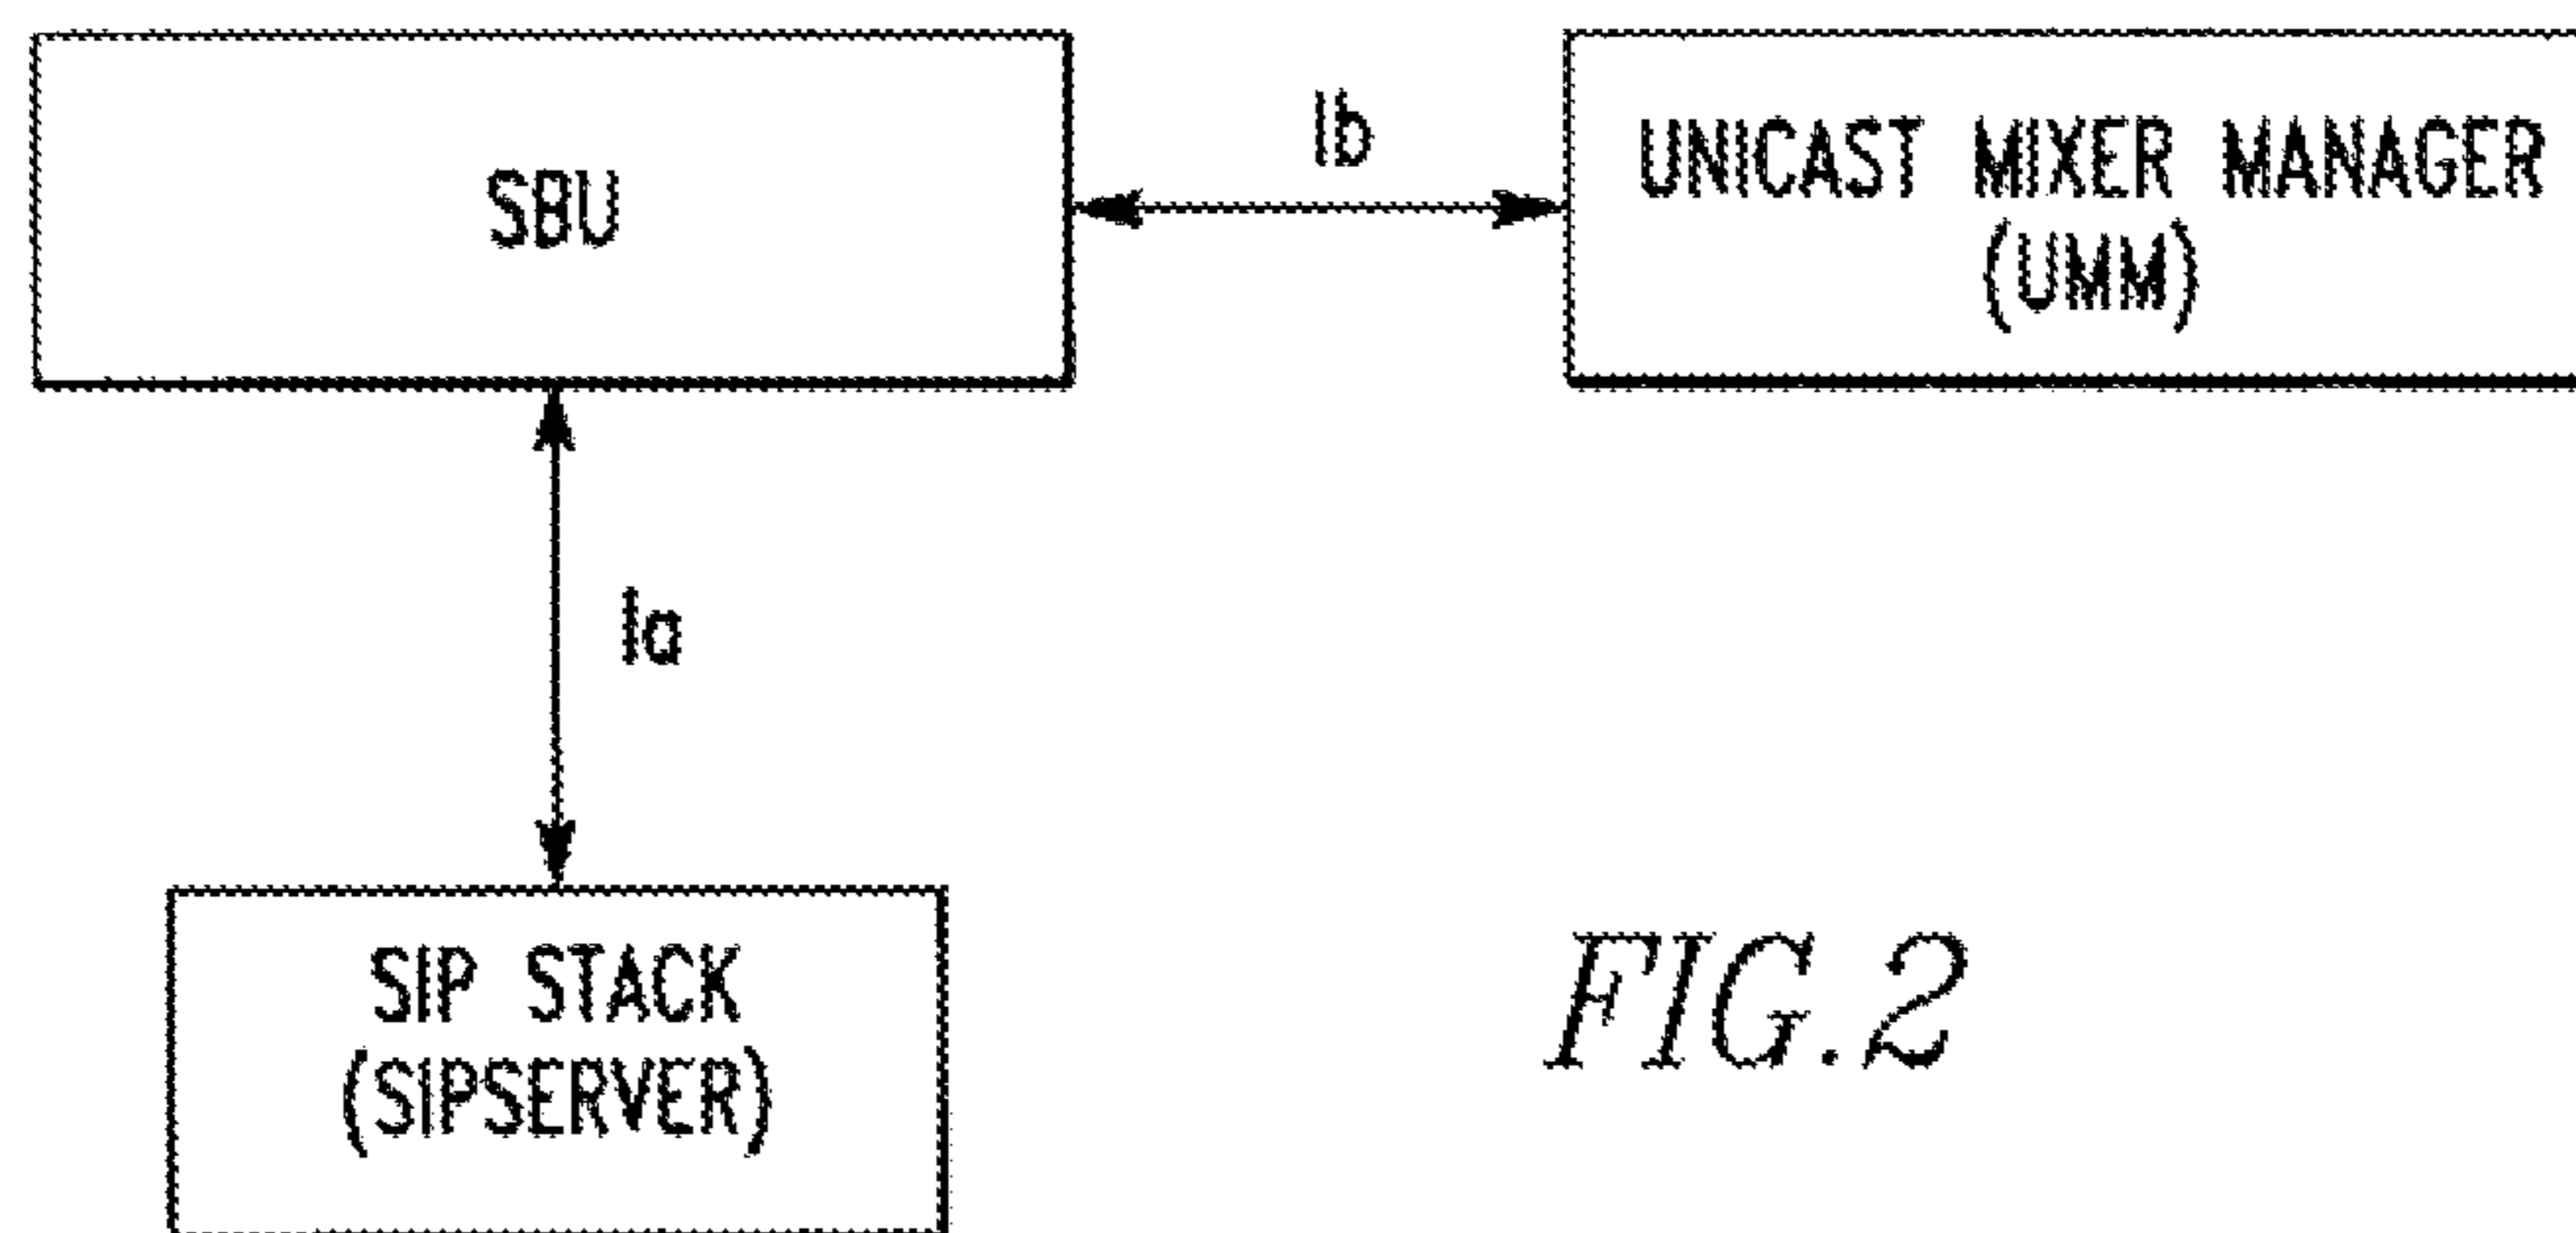 SBU
Ib
UNICAST MIXER MANAGER
(UMM)
Ia
SIP STACK
(SIPSERVER)
FIG.2